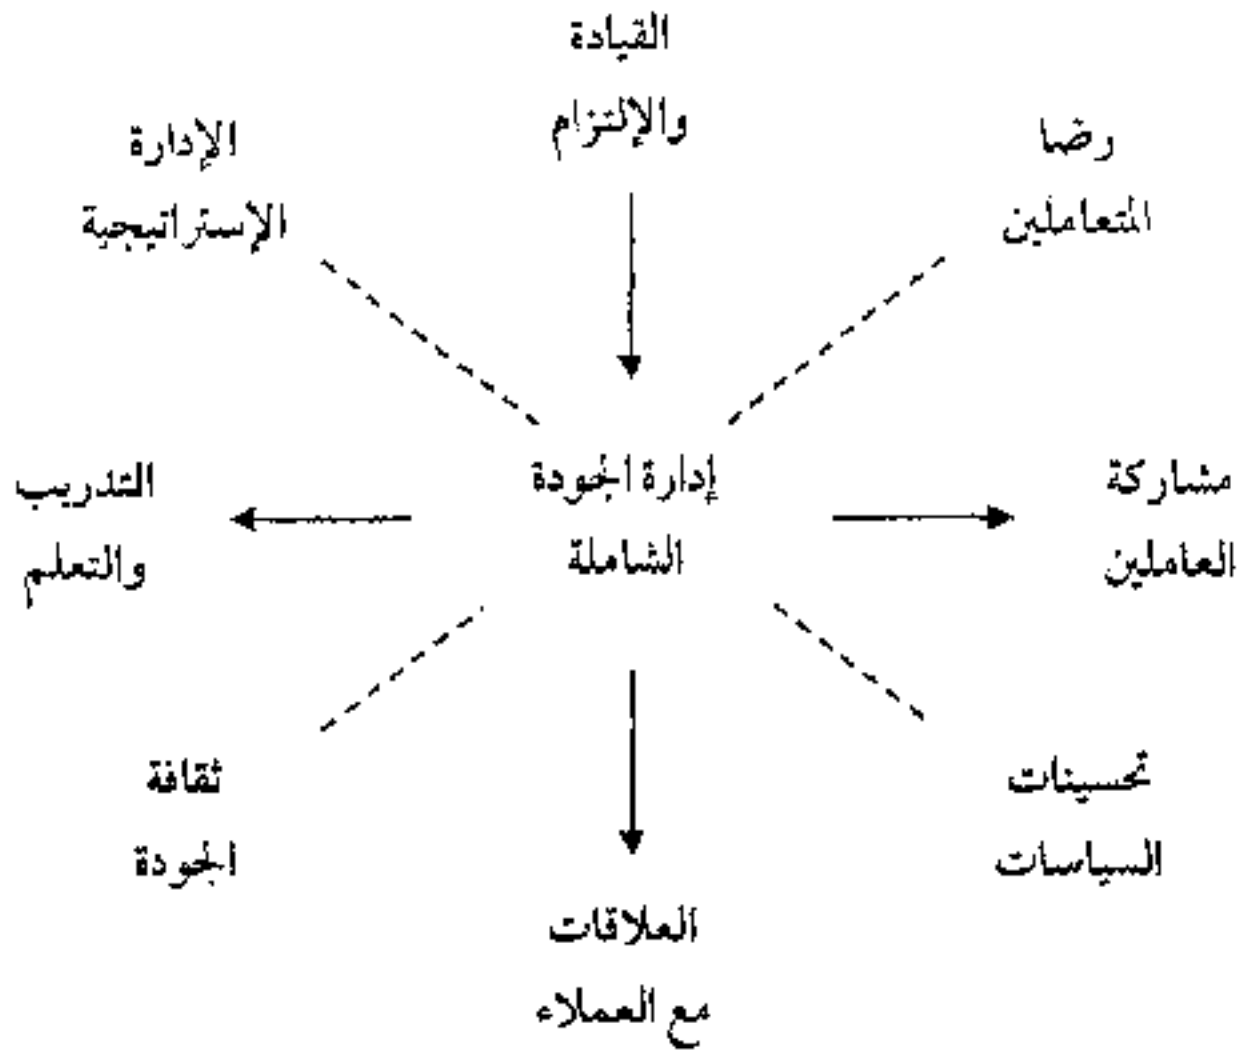 القيادة
والإلتزام
رضا
المتعاملين
الإدارة
الإستراتيجية
مشاركة
العاملين
إدارة الجودة
الشاملة
التدريب
والتعلم
تحسينات
السياسات
ثقافة
الجودة
العلاقات
مع العملاء